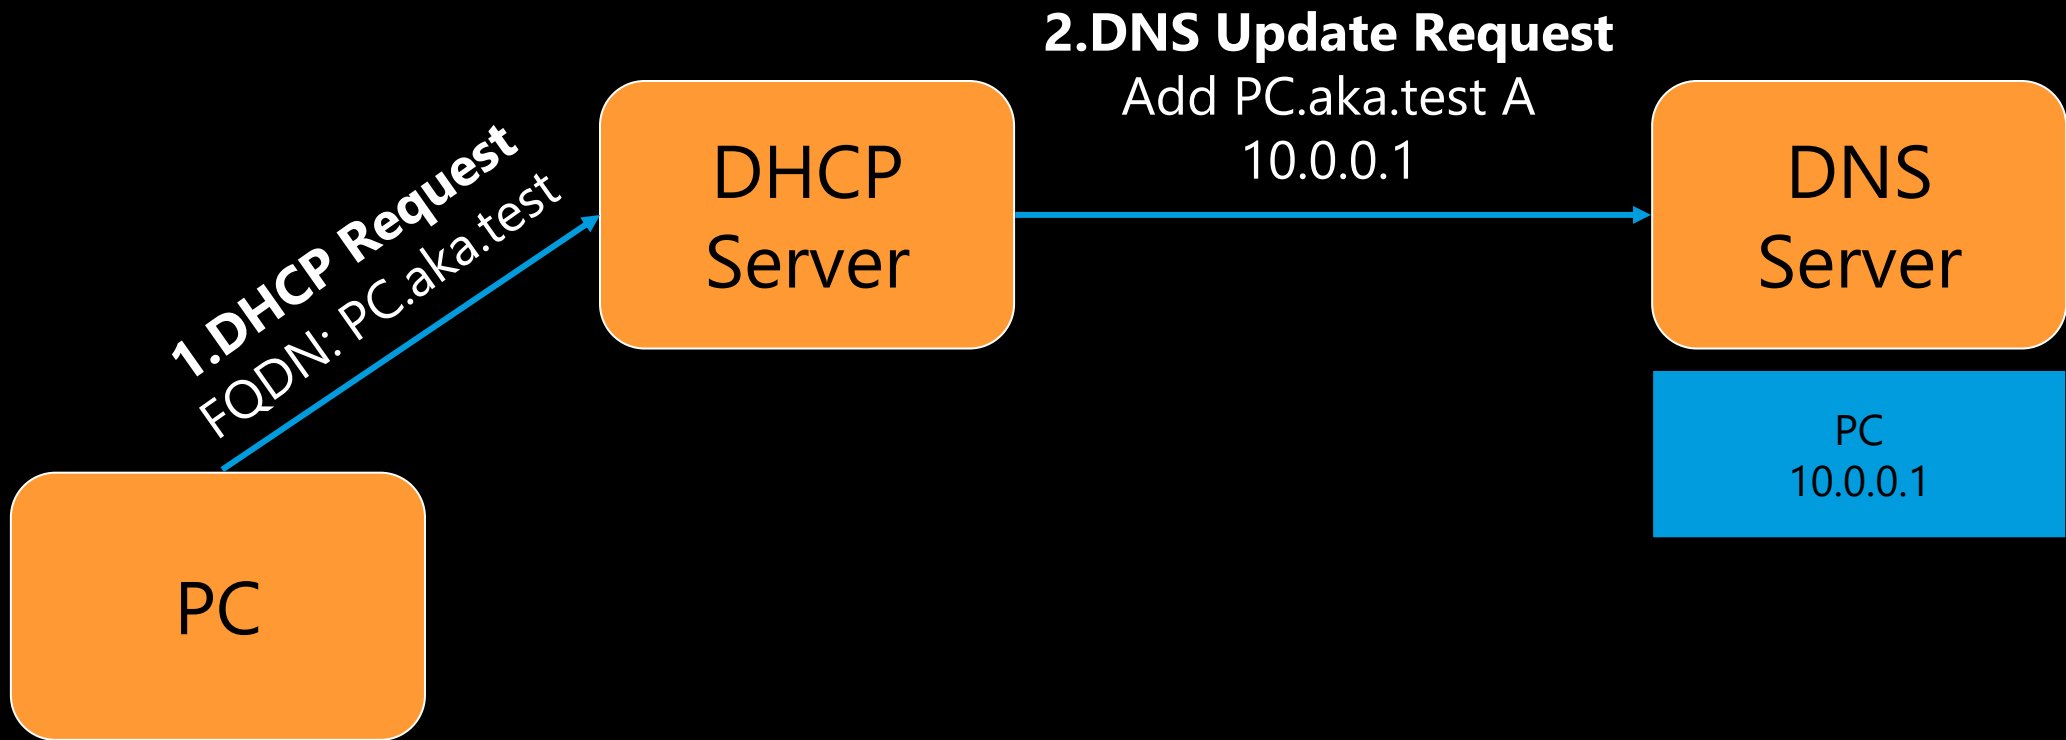 2.DNS Update Request
Add PC.aka.test A
10.0.0.1
1.DHCP Request
FQDN: PC.aka.test
DHCP
Server
DNS
Server
PC
10.0.0.1
PC